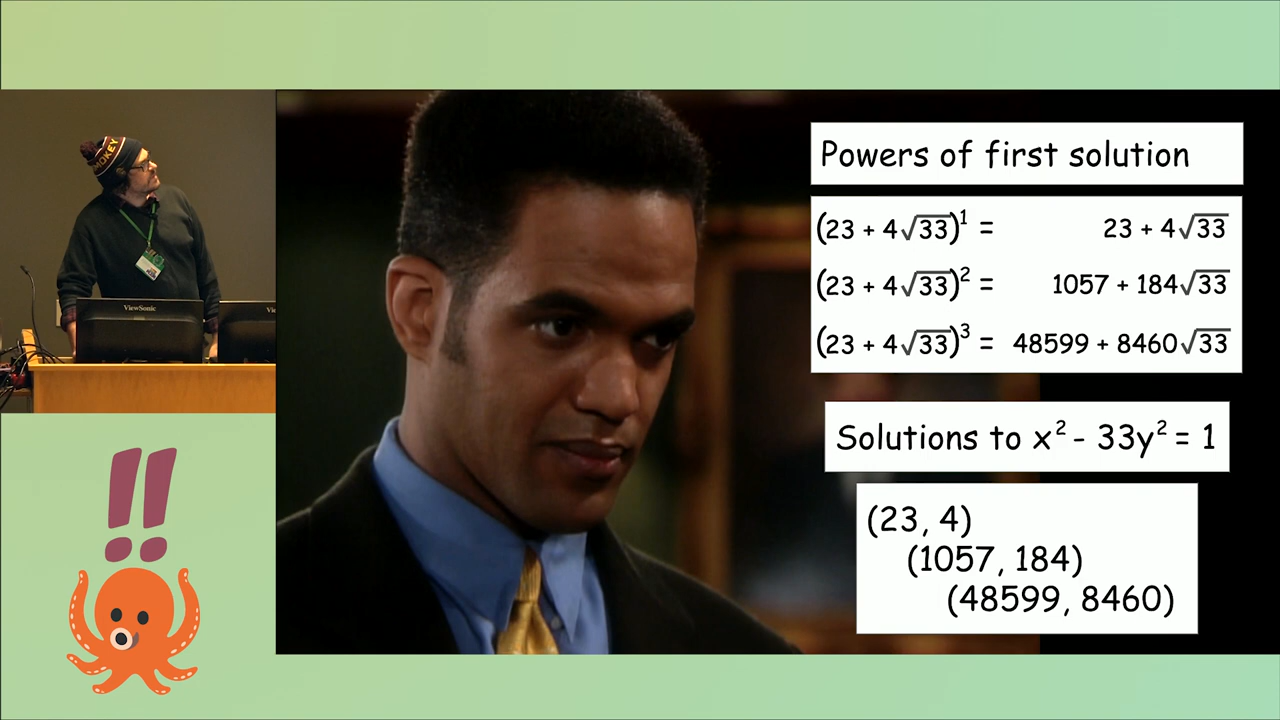 HOKEY
ViewSonic
Powers of first solution
(23 + 4√33)¹ = 23 + 4√33
(23 + 4√33)² = 1057 + 184√33
(23 + 4√33)³ = 48599 + 8460√33
Solutions to x² - 33y² = 1
(23, 4)
(1057, 184)
(48599, 8460)
!!